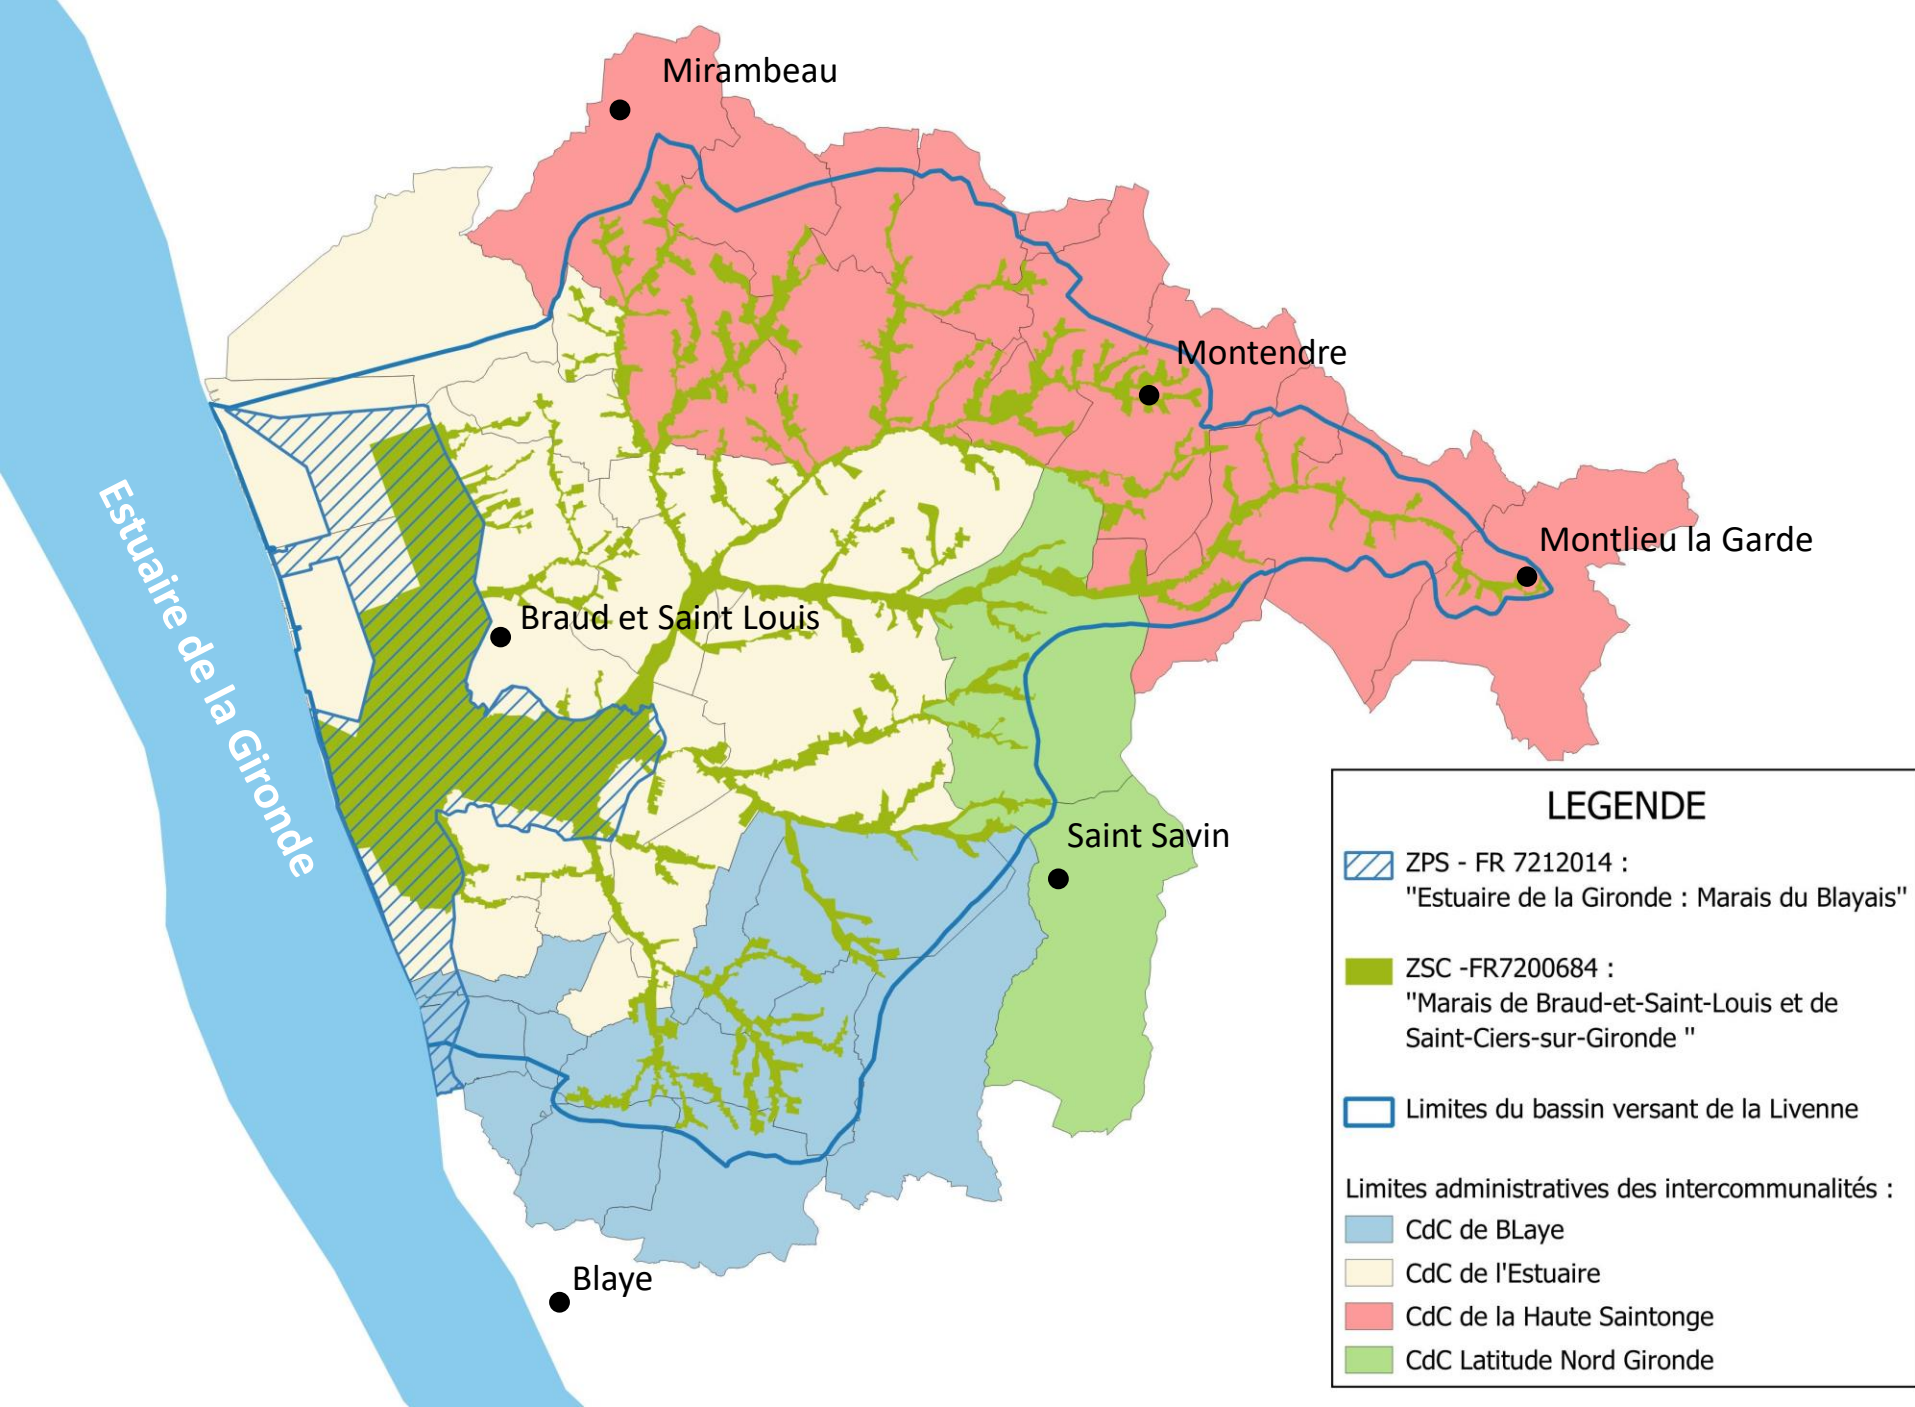 Mirambeau
Montendre
Montlieu la Garde
Estuaire de la Gironde
Braud et Saint Louis
Saint Savin
Blaye
LEGENDE
ZPS - FR 7212014 :
"Estuaire de la Gironde : Marais du Blayais"
ZSC -FR7200684 :
"Marais de Braud-et-Saint-Louis et de
Saint-Ciers-sur-Gironde "
Limites du bassin versant de la Livenne
Limites administratives des intercommunalités :
CdC de BLaye
CdC de l'Estuaire
CdC de la Haute Saintonge
CdC Latitude Nord Gironde